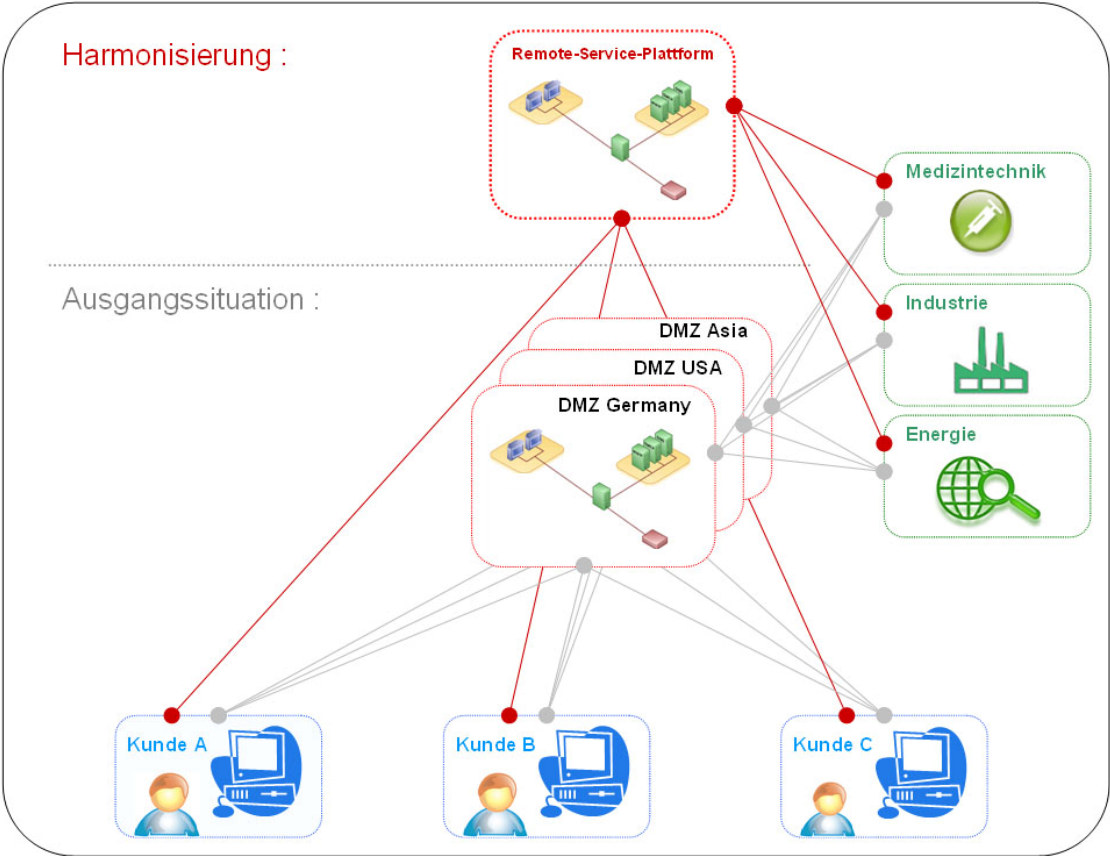 Harmonisierung :
Remote-Service-Plattform
Medizintechnik
Ausgangssituation :
Industrie
DMZ Asia
DMZ USA
DMZ Germany
Energie
Kunde A
Kunde B
Kunde C